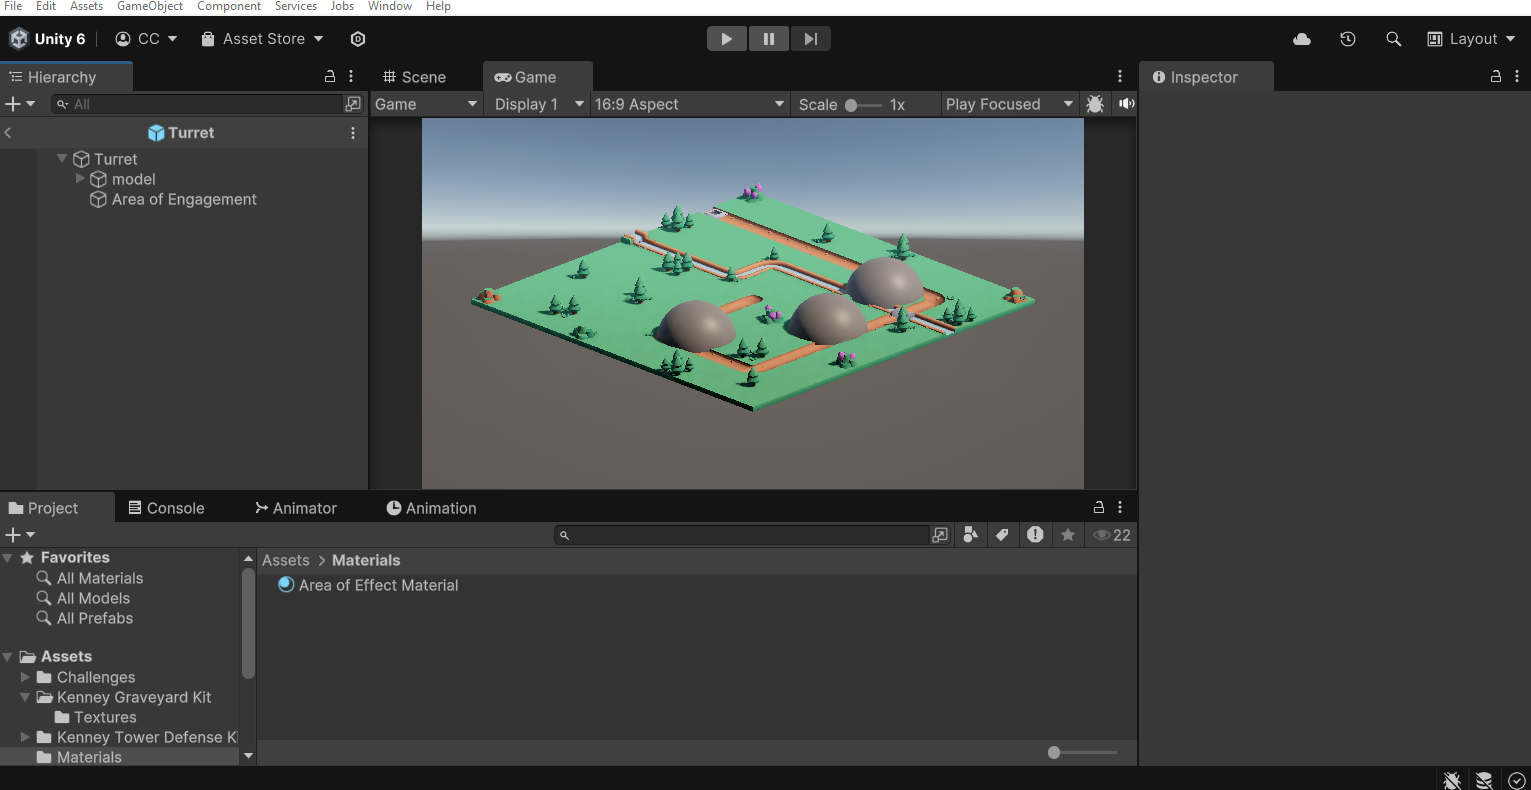 File Edit Assets GameObject Component Services Jobs Window Help
Unity 6 CC Asset Store Layout
Hierarchy Scene Game Inspector
All Game Display 1 16:9 Aspect Scale 1x Play Focused
Turret
Turret
model
Area of Engagement
Project Console Animator Animation
22
Favorites
All Materials
All Models
All Prefabs
Assets
Challenges
Kenney Graveyard Kit
Textures
Kenney Tower Defense Ki
Materials
Assets > Materials
Area of Effect Material